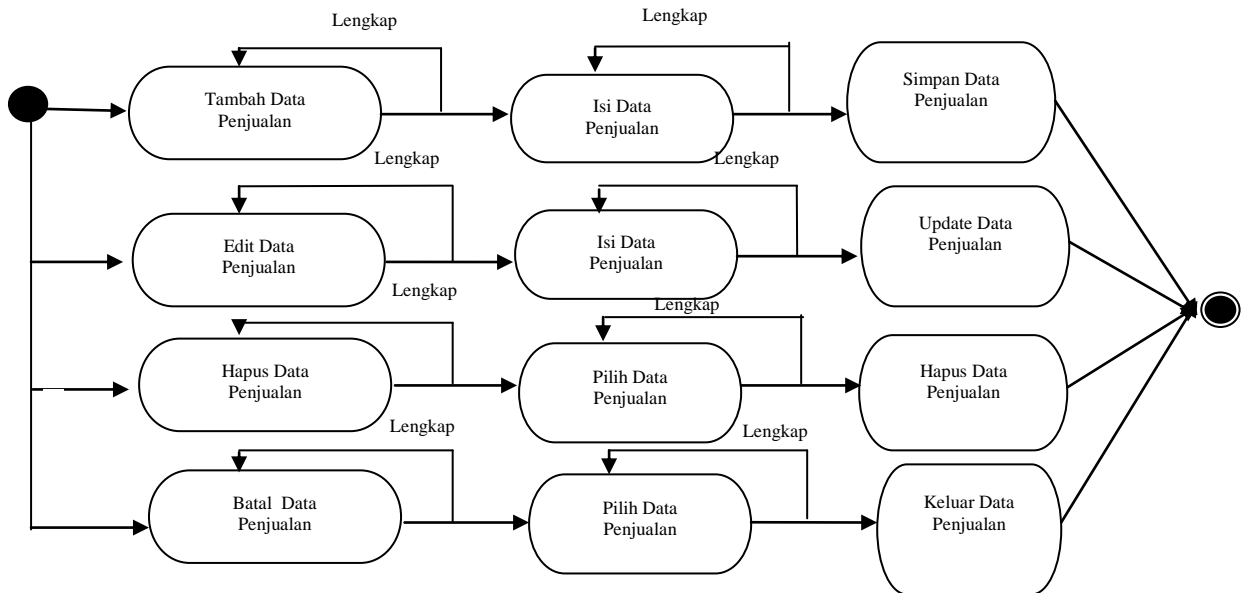 Lengkap
Lengkap
Tambah Data
Penjualan
Isi Data
Penjualan
Simpan Data
Penjualan
Lengkap
Lengkap
Edit Data
Penjualan
Isi Data
Penjualan
Update Data
Penjualan
Lengkap
Lengkap
Hapus Data
Penjualan
Pilih Data
Penjualan
Hapus Data
Penjualan
Lengkap
Lengkap
Batal Data
Penjualan
Pilih Data
Penjualan
Keluar Data
Penjualan